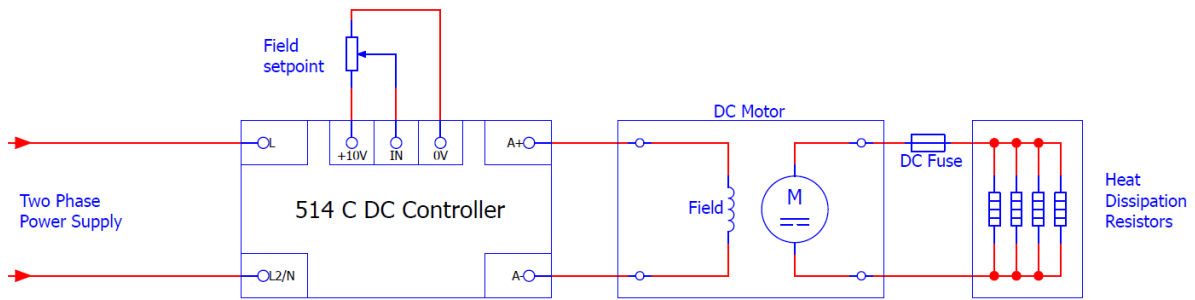 Field
setpoint
DC Motor
L
+10V
IN
0V
A+
DC Fuse
Two Phase
Power Supply
514 C DC Controller
Field
M
Heat
Dissipation
Resistors
L2/N
A-